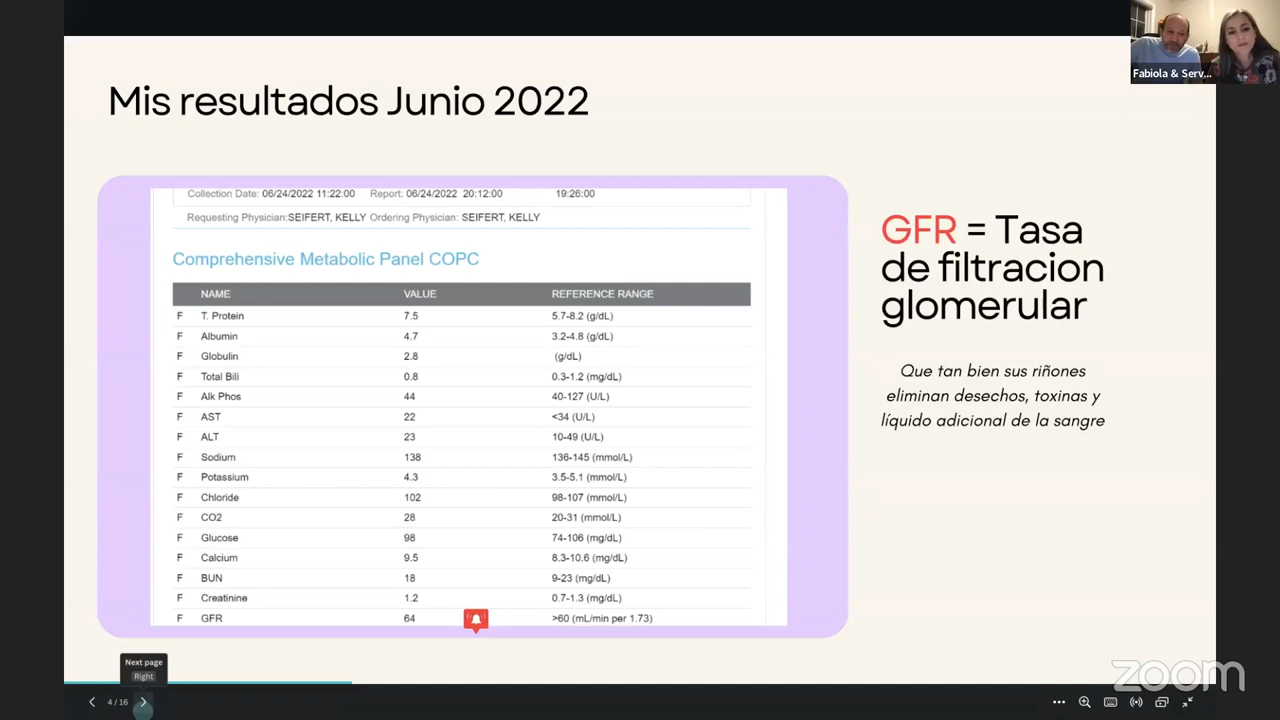 Fabiola & Serv...
Mis resultados Junio 2022
Collection Date: 06/24/2022 11:22:00 Report: 06/24/2022 20:12:00 19:26:00
Requesting Physician:SEIFERT, KELLY Ordering Physician: SEIFERT, KELLY
Comprehensive Metabolic Panel COPC
NAME VALUE REFERENCE RANGE
F T. Protein 7.5 5.7-8.2 (g/dL)
F Albumin 4.7 3.2-4.8 (g/dL)
F Globulin 2.8 (g/dL)
F Total Bili 0.8 0.3-1.2 (mg/dL)
F Alk Phos 44 40-127 (U/L)
F AST 22 <34 (U/L)
F ALT 23 10-49 (U/L)
F Sodium 138 136-145 (mmol/L)
F Potassium 4.3 3.5-5.1 (mmol/L)
F Chloride 102 98-107 (mmol/L)
F CO2 28 20-31 (mmol/L)
F Glucose 98 74-106 (mg/dL)
F Calcium 9.5 8.3-10.6 (mg/dL)
F BUN 18 9-23 (mg/dL)
F Creatinine 1.2 0.7-1.3 (mg/dL)
F GFR 64 >60 (mL/min per 1.73)
GFR = Tasa
de filtracion
glomerular
Que tan bien sus riñones
eliminan desechos, toxinas y
líquido adicional de la sangre
Next page
Right
4 / 16
zoom